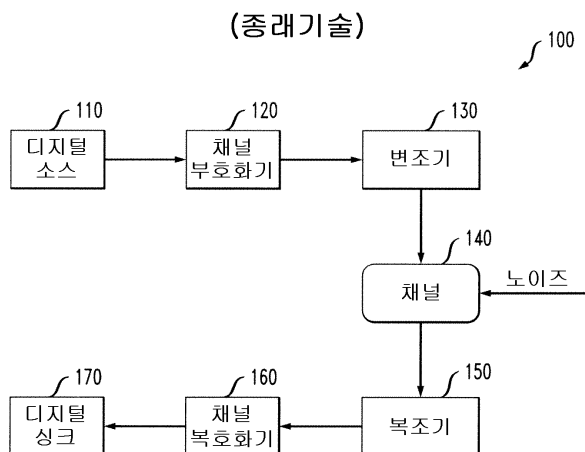 (종래기술)
100
110
디지털
소스
120
채널
부호화기
130
변조기
140
채널
노이즈
170
디지털
싱크
160
채널
복호화기
150
복조기